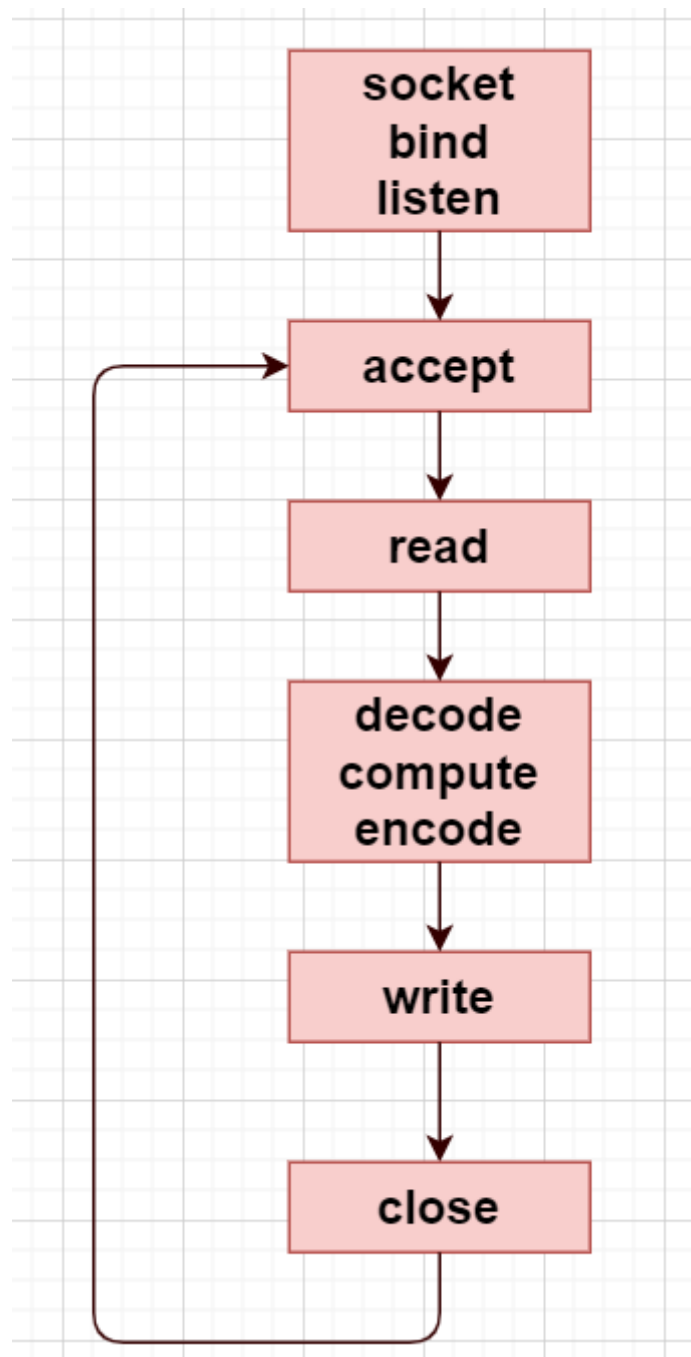 socket
bind
listen
accept
read
decode
compute
encode
write
close